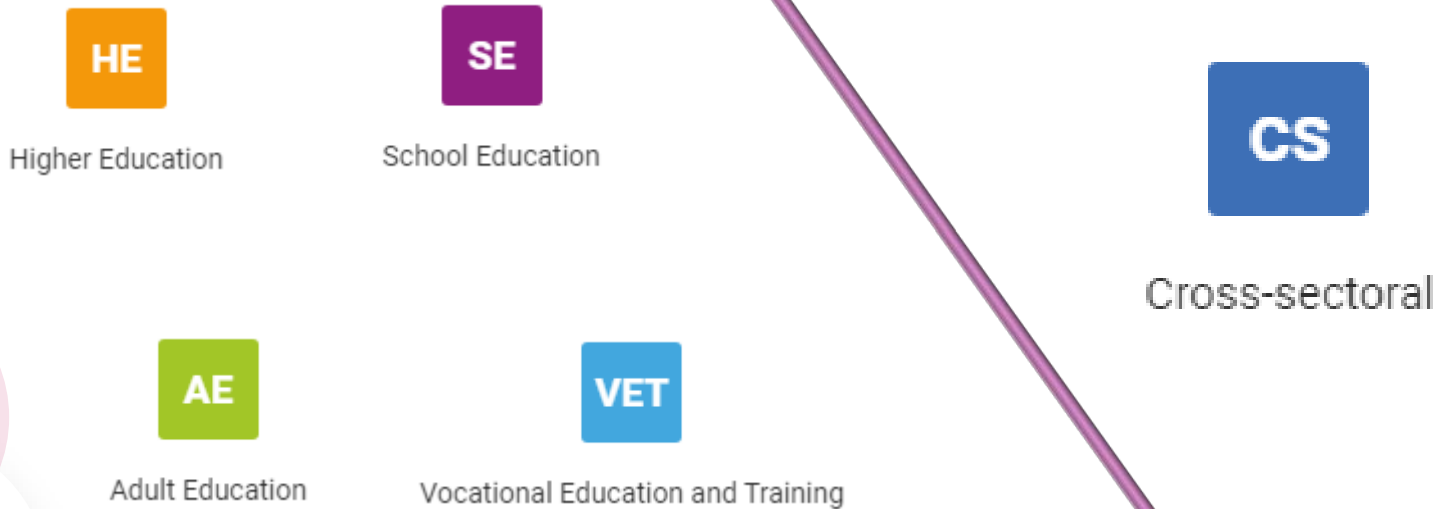 HE
Higher Education
SE
School Education
AE
Adult Education
VET
Vocational Education and Training
CS
Cross-sectoral